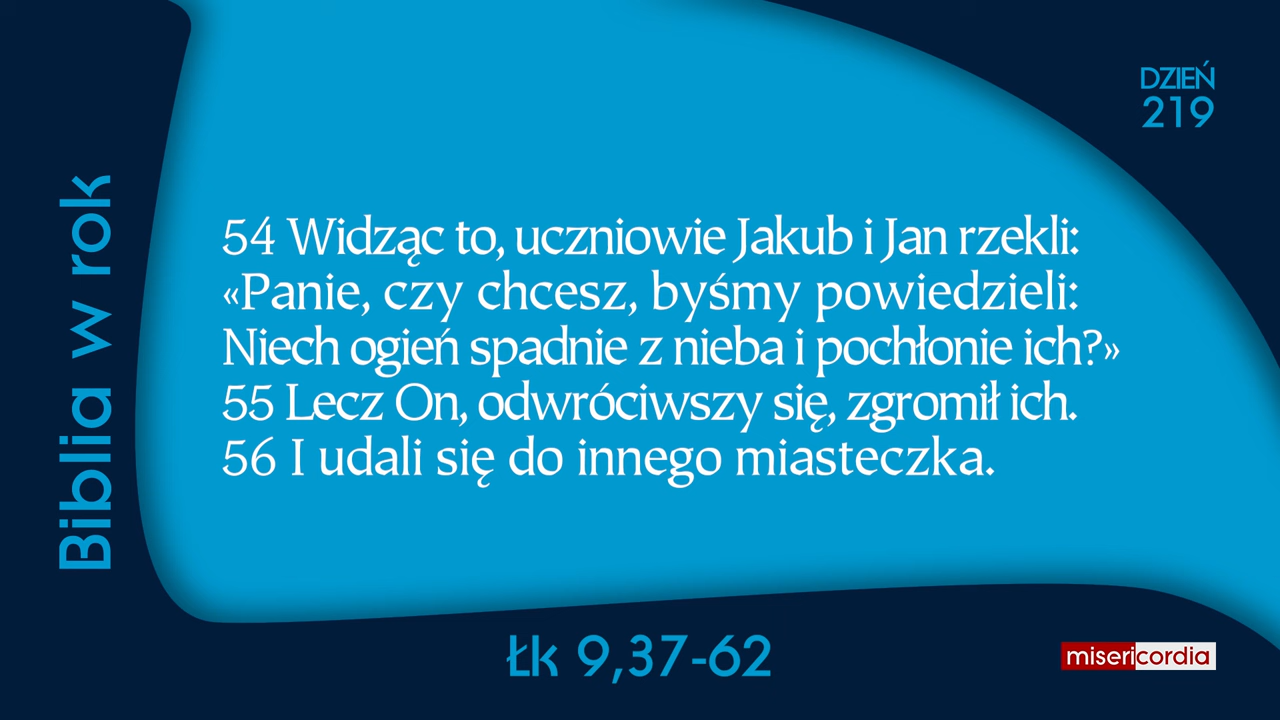 DZIEŃ
219
Biblia w rok
54 Widząc to, uczniowie Jakub i Jan rzekli:
«Panie, czy chcesz, byśmy powiedzieli:
Niech ogień spadnie z nieba i pochłonie ich?»
55 Lecz On, odwróciwszy się, zgromił ich.
56 I udali się do innego miasteczka.
Łk 9,37-62
misericordia